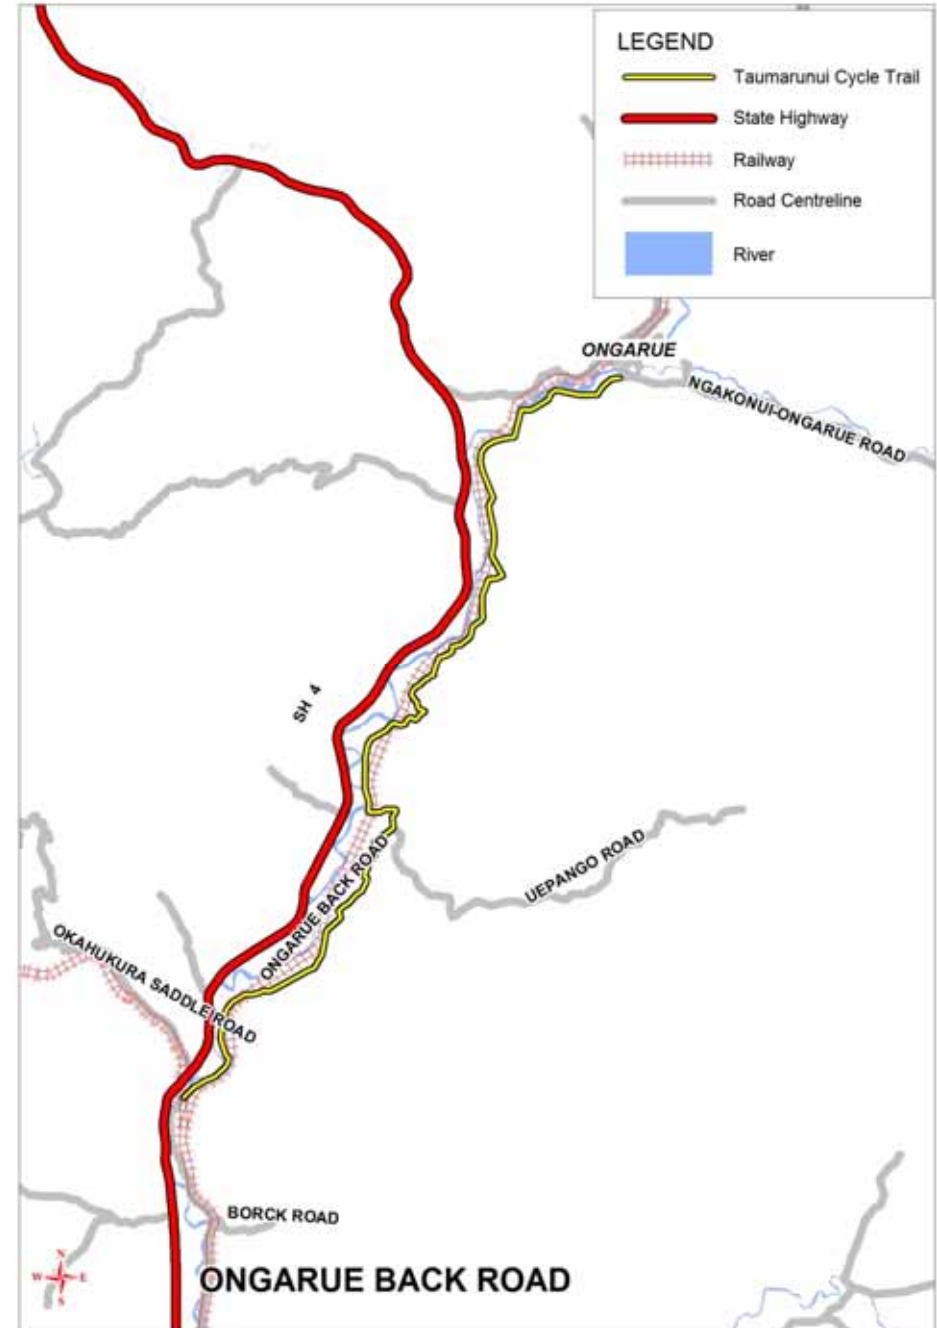 LEGEND
Taumarunui Cycle Trail
State Highway
Railway
Road Centreline
River
ONGARUE
NGAKONUI-ONGARUE ROAD
SH 4
UEPANGO ROAD
ONGARUE BACK ROAD
OKAHUKURA SADDLE ROAD
BORCK ROAD
N
W E
S
ONGARUE BACK ROAD